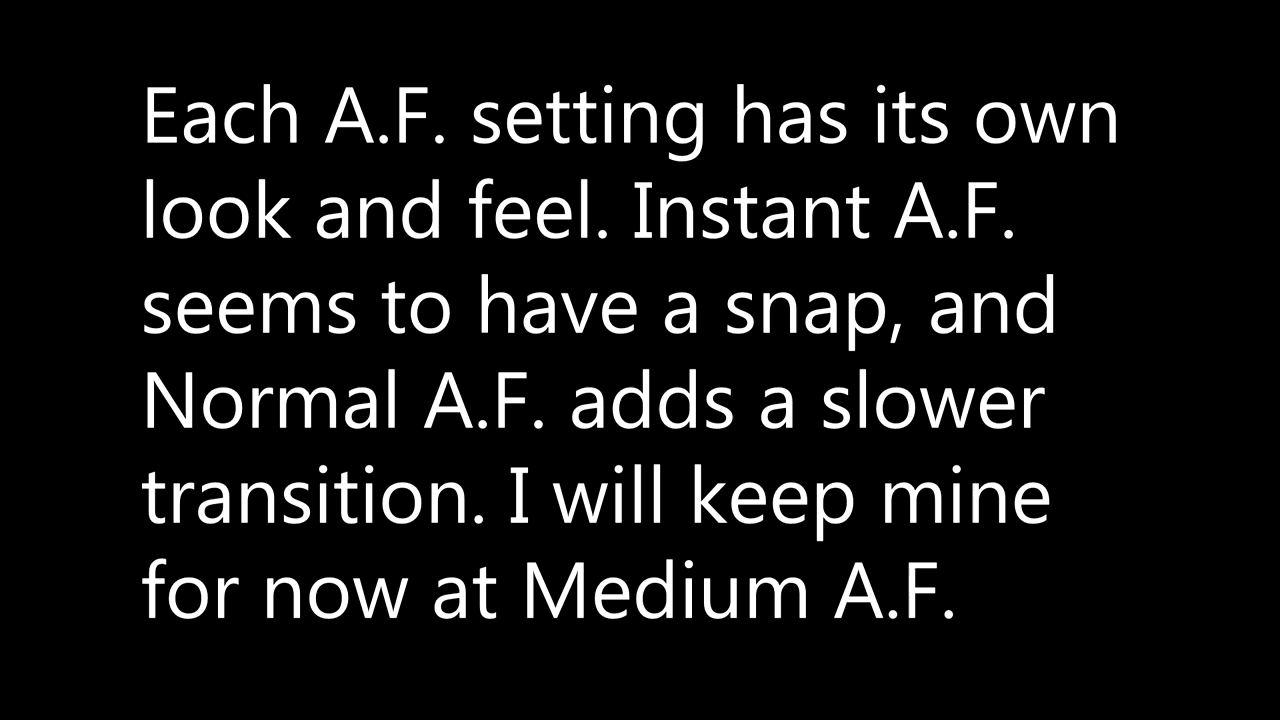 Each A.F. setting has its own
look and feel. Instant A.F.
seems to have a snap, and
Normal A.F. adds a slower
transition. I will keep mine
for now at Medium A.F.